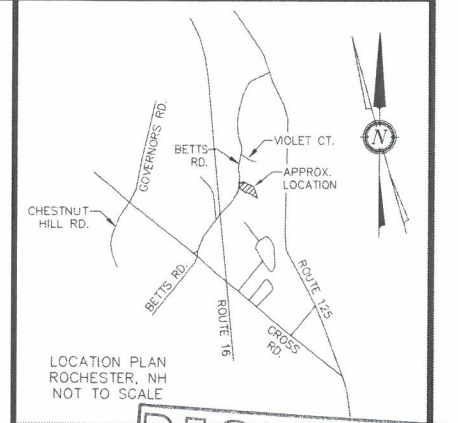 GOVERNORS RD.
BETTS
RD.
VIOLET CT.
N
APPROX.
LOCATION
CHESTNUT
HILL RD.
BETTS RD.
ROUTE 16
ROUTE 125
CROSS
RD.
LOCATION PLAN
ROCHESTER, NH
NOT TO SCALE